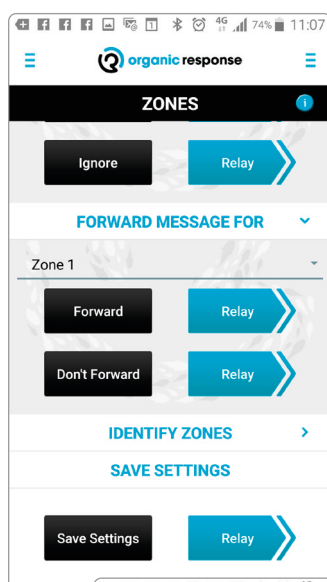 4G 74% 11:07
organic response
ZONES
Ignore Relay
FORWARD MESSAGE FOR
Zone 1
Forward Relay
Don't Forward Relay
IDENTIFY ZONES
SAVE SETTINGS
Save Settings Relay